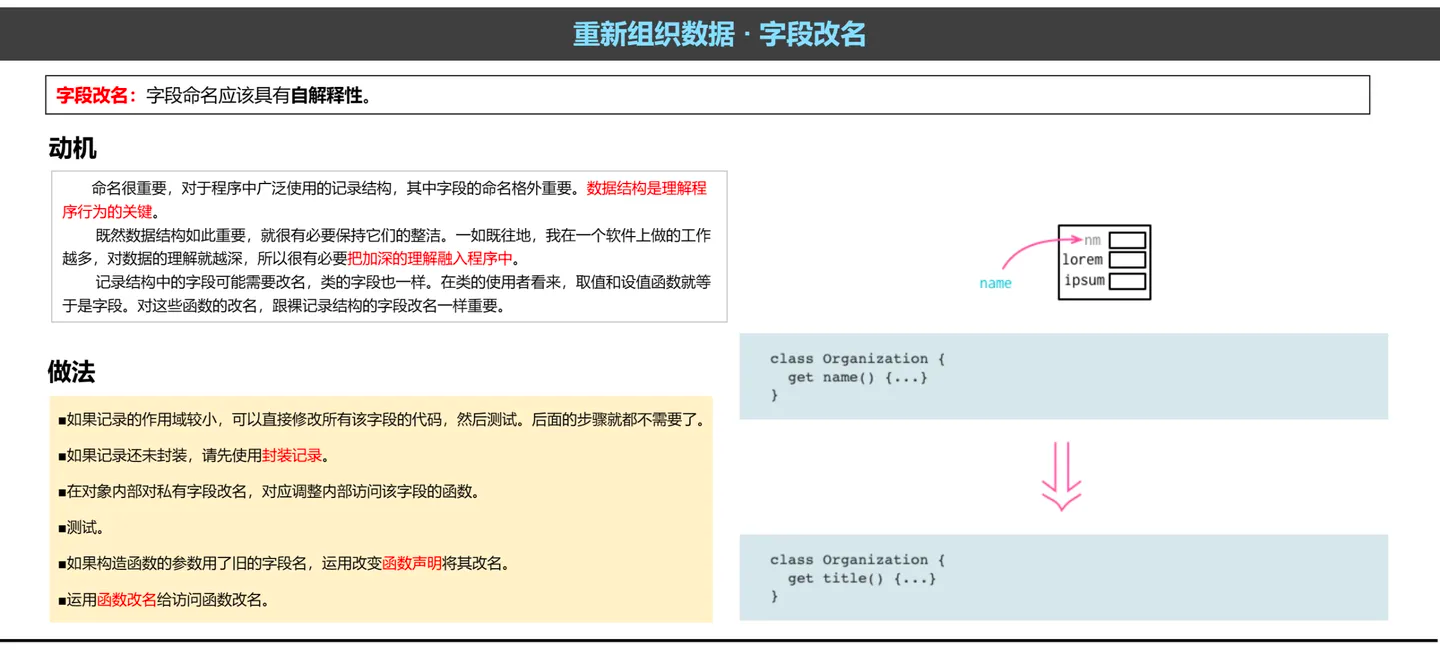 重新组织数据 · 字段改名
字段改名：字段命名应该具有自解释性。
动机
命名很重要，对于程序中广泛使用的记录结构，其中字段的命名格外重要。数据结构是理解程
序行为的关键。
既然数据结构如此重要，就很有必要保持它们的整洁。一如既往地，我在一个软件上做的工作
越多，对数据的理解就越深，所以很有必要把加深的理解融入程序中。
记录结构中的字段可能需要改名，类的字段也一样。在类的使用者看来，取值和设值函数就等
于是字段。对这些函数的改名，跟裸记录结构的字段改名一样重要。
做法
■如果记录的作用域较小，可以直接修改所有该字段的代码，然后测试。后面的步骤就都不需要了。
■如果记录还未封装，请先使用封装记录。
■在对象内部对私有字段改名，对应调整内部访问该字段的函数。
■测试。
■如果构造函数的参数用了旧的字段名，运用改变函数声明将其改名。
■运用函数改名给访问函数改名。
nm
lorem
ipsum
name
class Organization {
get name() {...}
}
class Organization {
get title() {...}
}